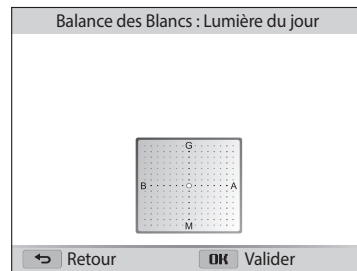 Balance des Blancs : Lumière du jour
G
B A
M
Retour OK Valider